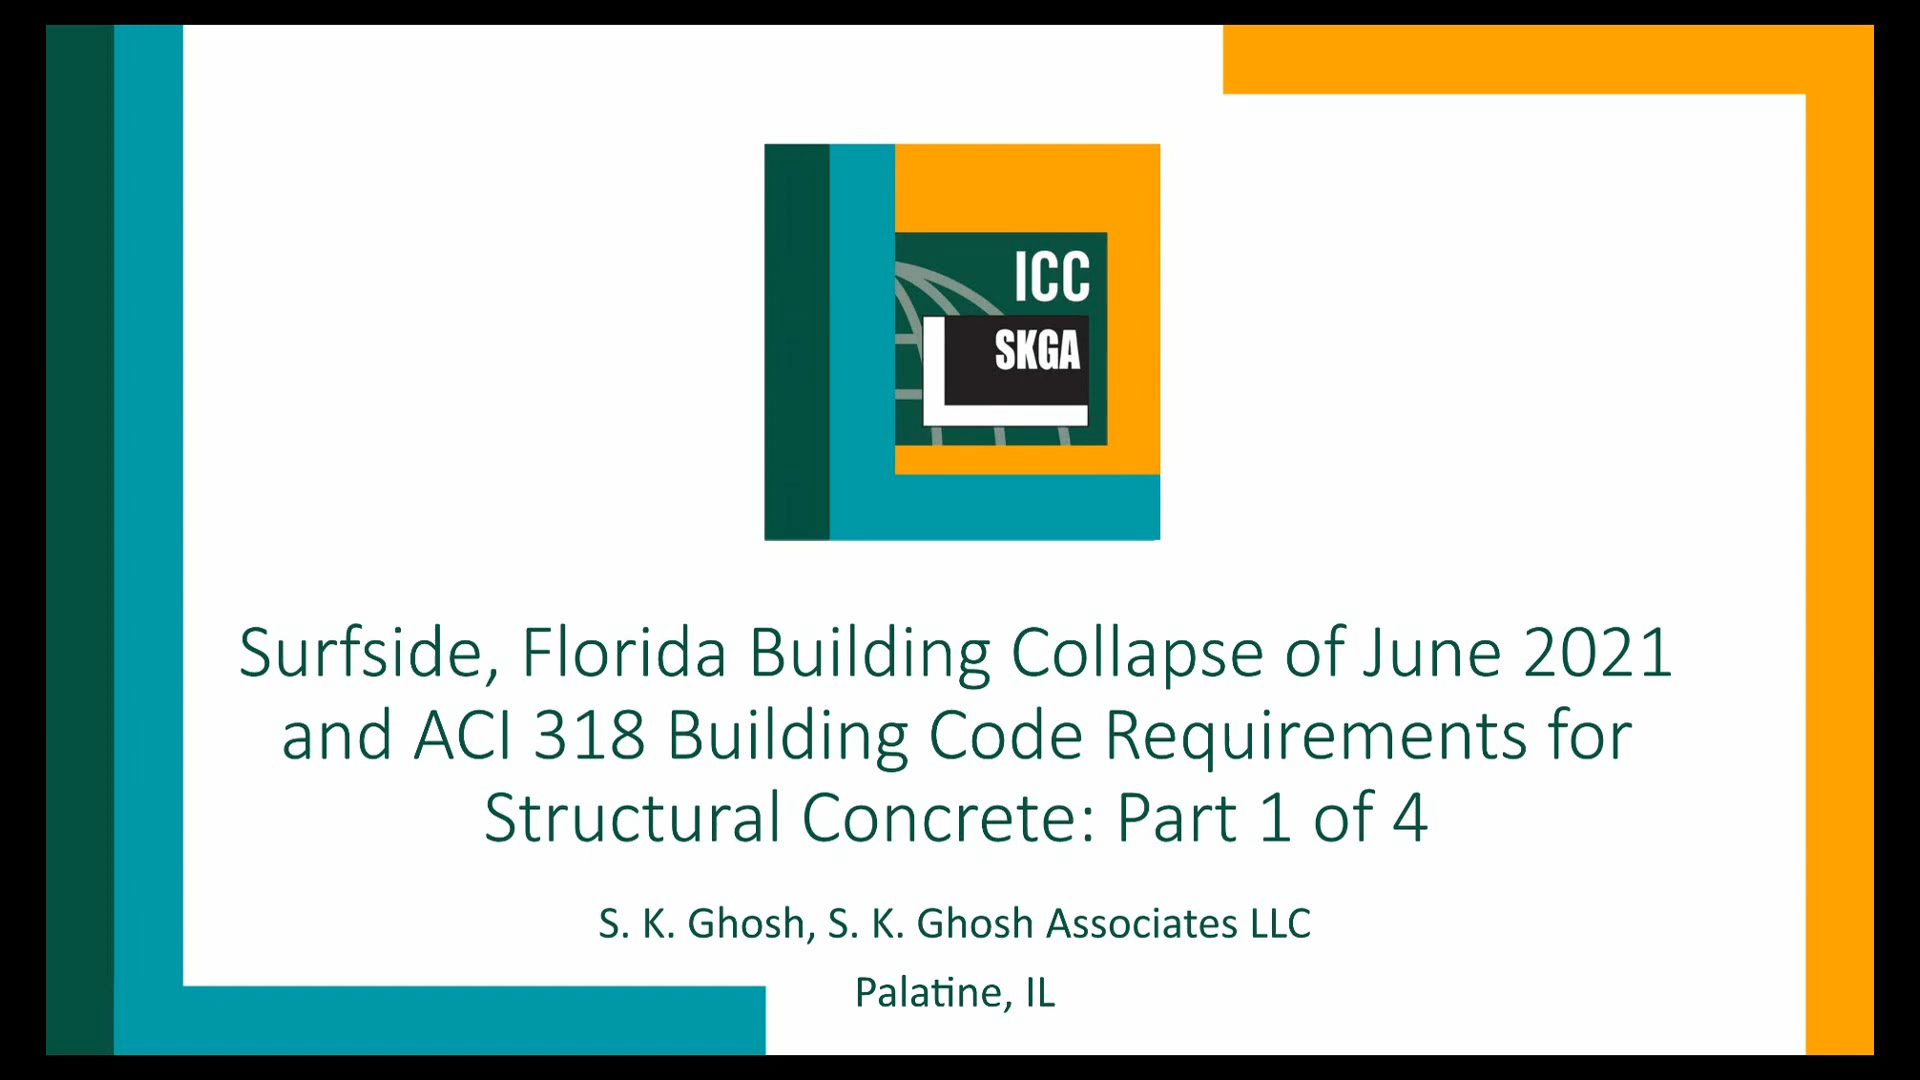 ICC
SKGA
Surfside, Florida Building Collapse of June 2021
and ACI 318 Building Code Requirements for
Structural Concrete: Part 1 of 4
S. K. Ghosh, S. K. Ghosh Associates LLC
Palatine, IL